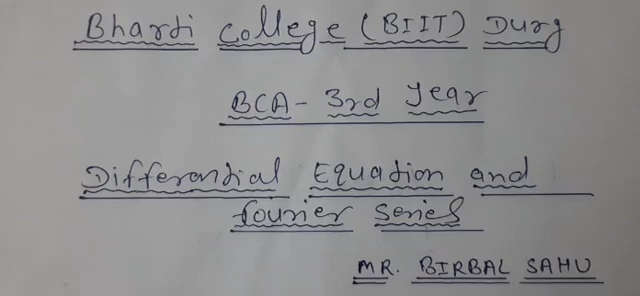 Bharti College (BIIT) Durg
BCA - 3rd Year
Differential Equation and
fourier series
MR. BIRBAL SAHU